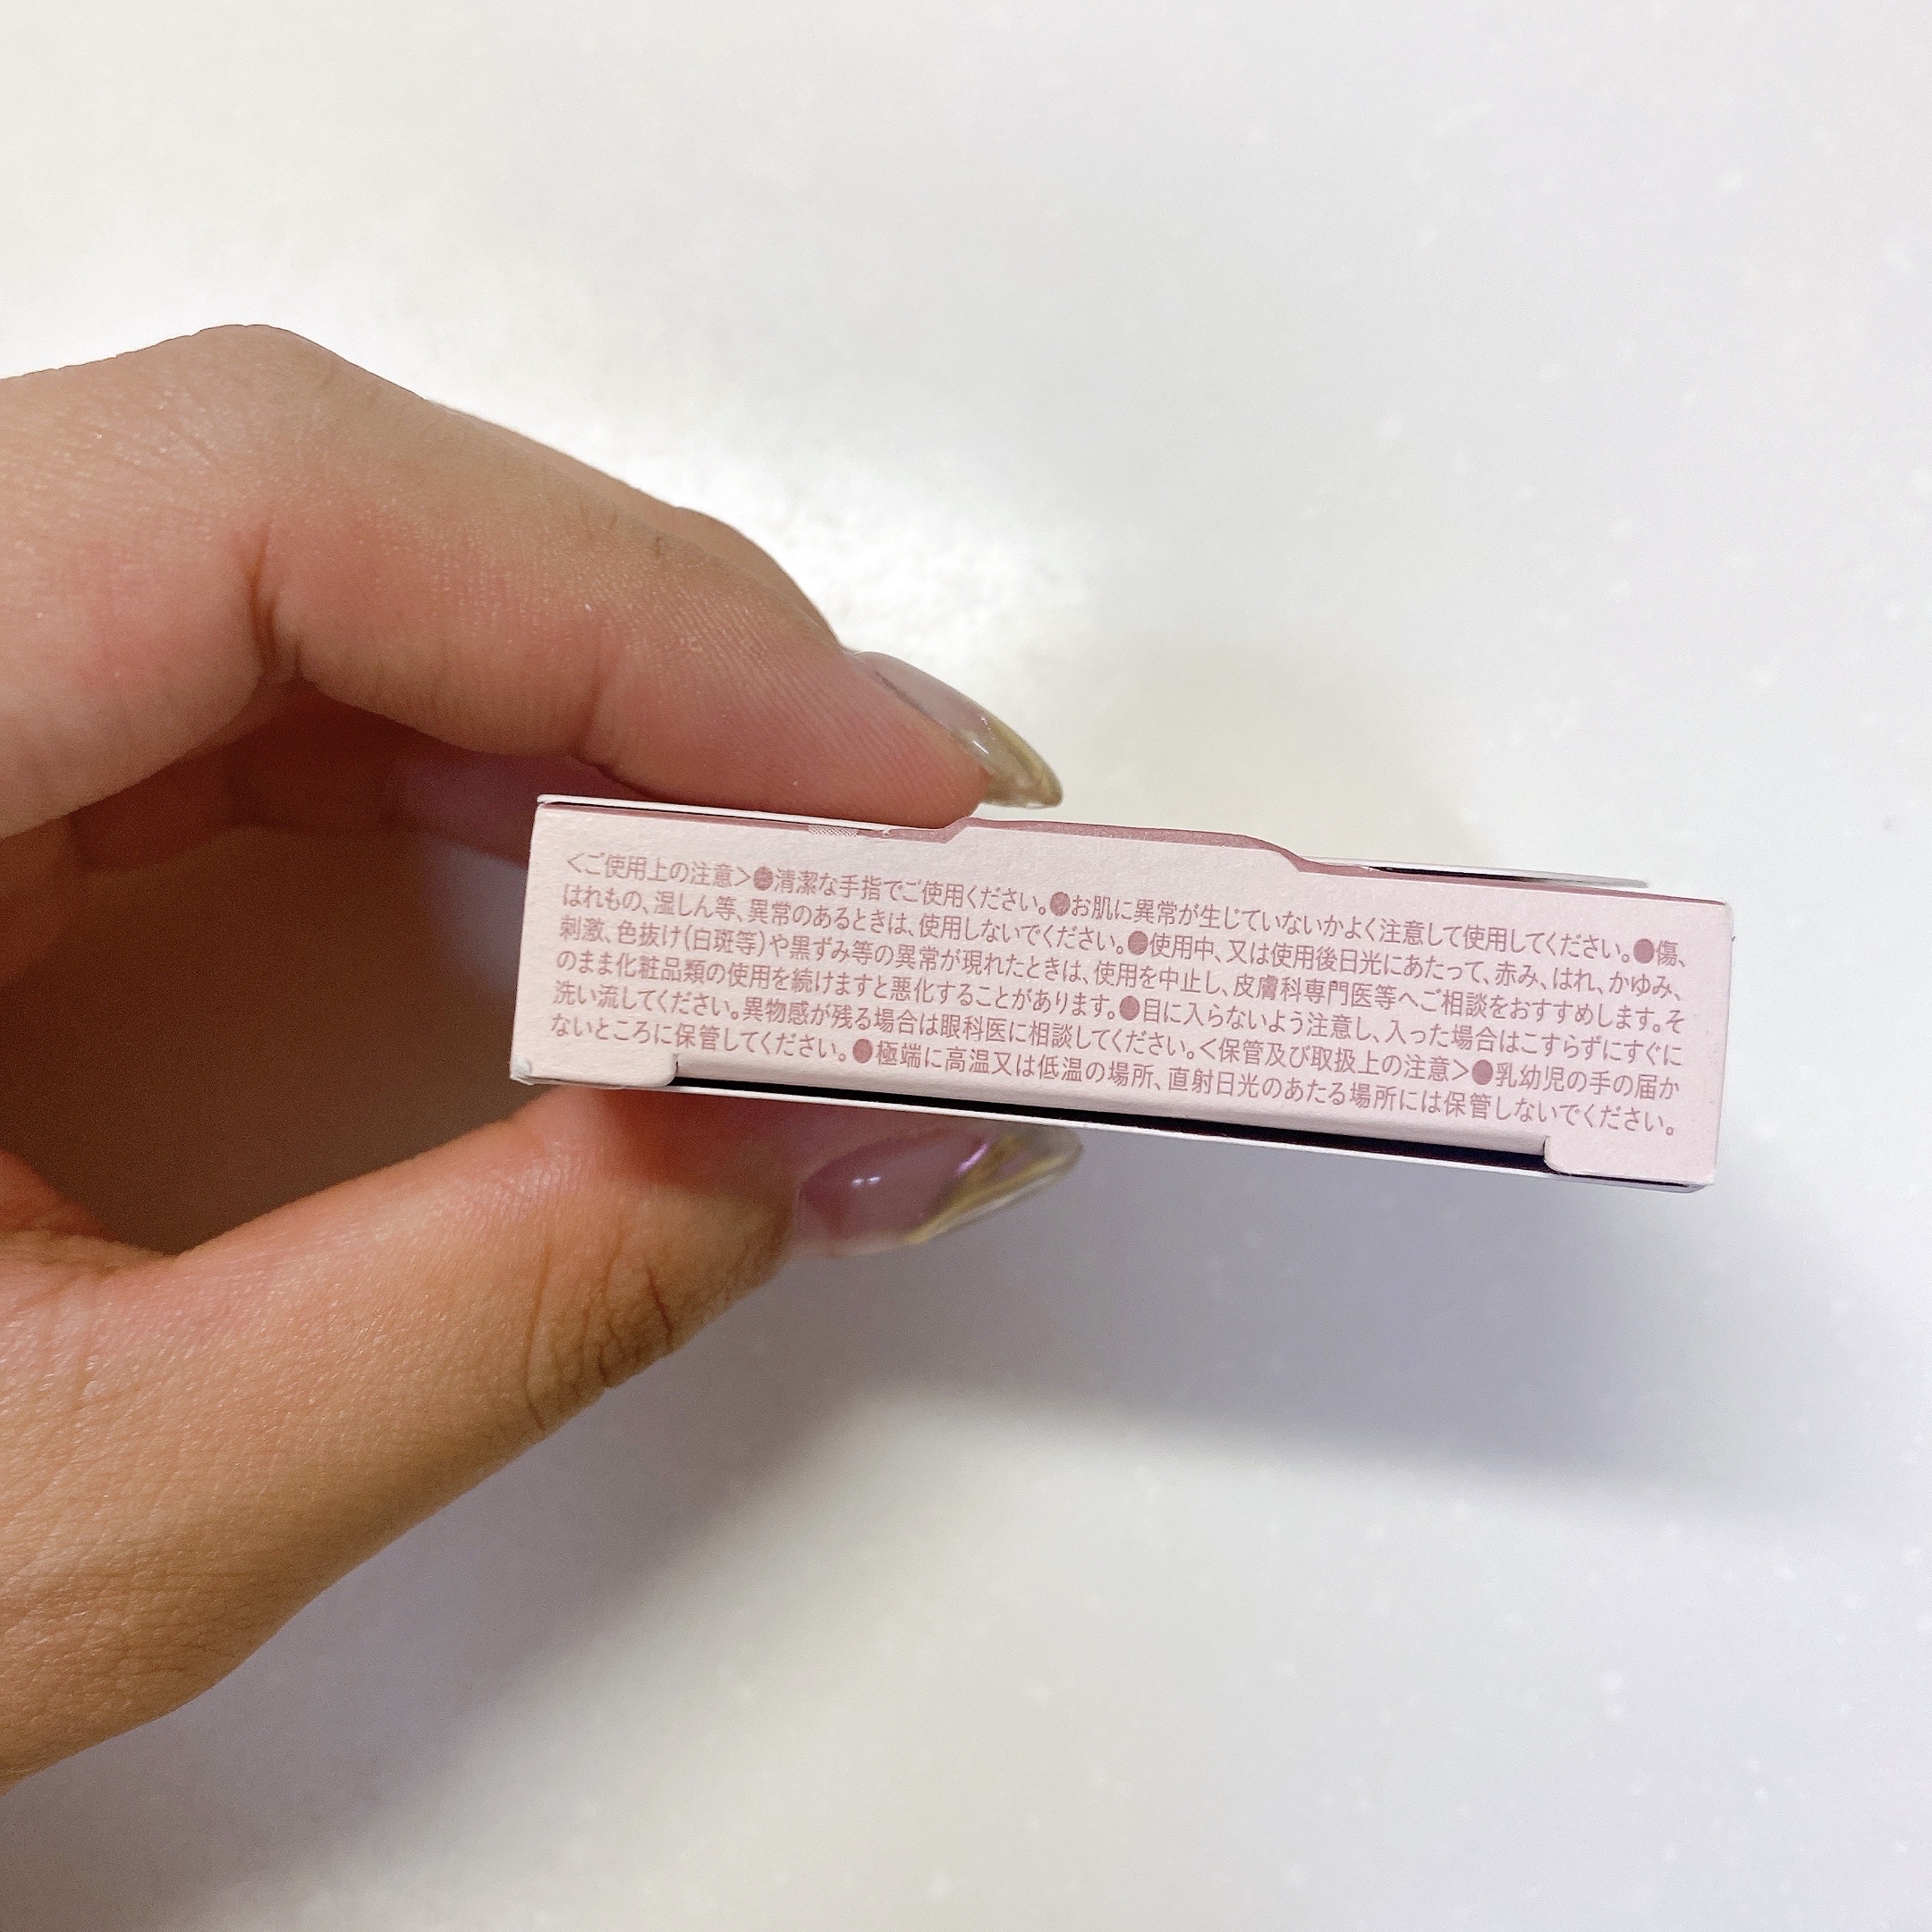 <ご使用上の注意>●清潔な手指でご使用ください。●お肌に異常が生じていないかよく注意して使用してください。●傷、
はれもの、湿しん等、異常のあるときは、使用しないでください。●使用中、又は使用後日光にあたって、赤み、はれ、かゆみ、
刺激、色抜け(白斑等)や黒ずみ等の異常が現れたときは、使用を中止し、皮膚科専門医等へご相談をおすすめします。そ
のまま化粧品類の使用を続けますと悪化することがあります。●目に入らないよう注意し、入った場合はこすらずにすぐに
洗い流してください。異物感が残る場合は眼科医に相談してください。<保管及び取扱上の注意>●乳幼児の手の届か
ないところに保管してください。●極端に高温又は低温の場所、直射日光のあたる場所には保管しないでください。